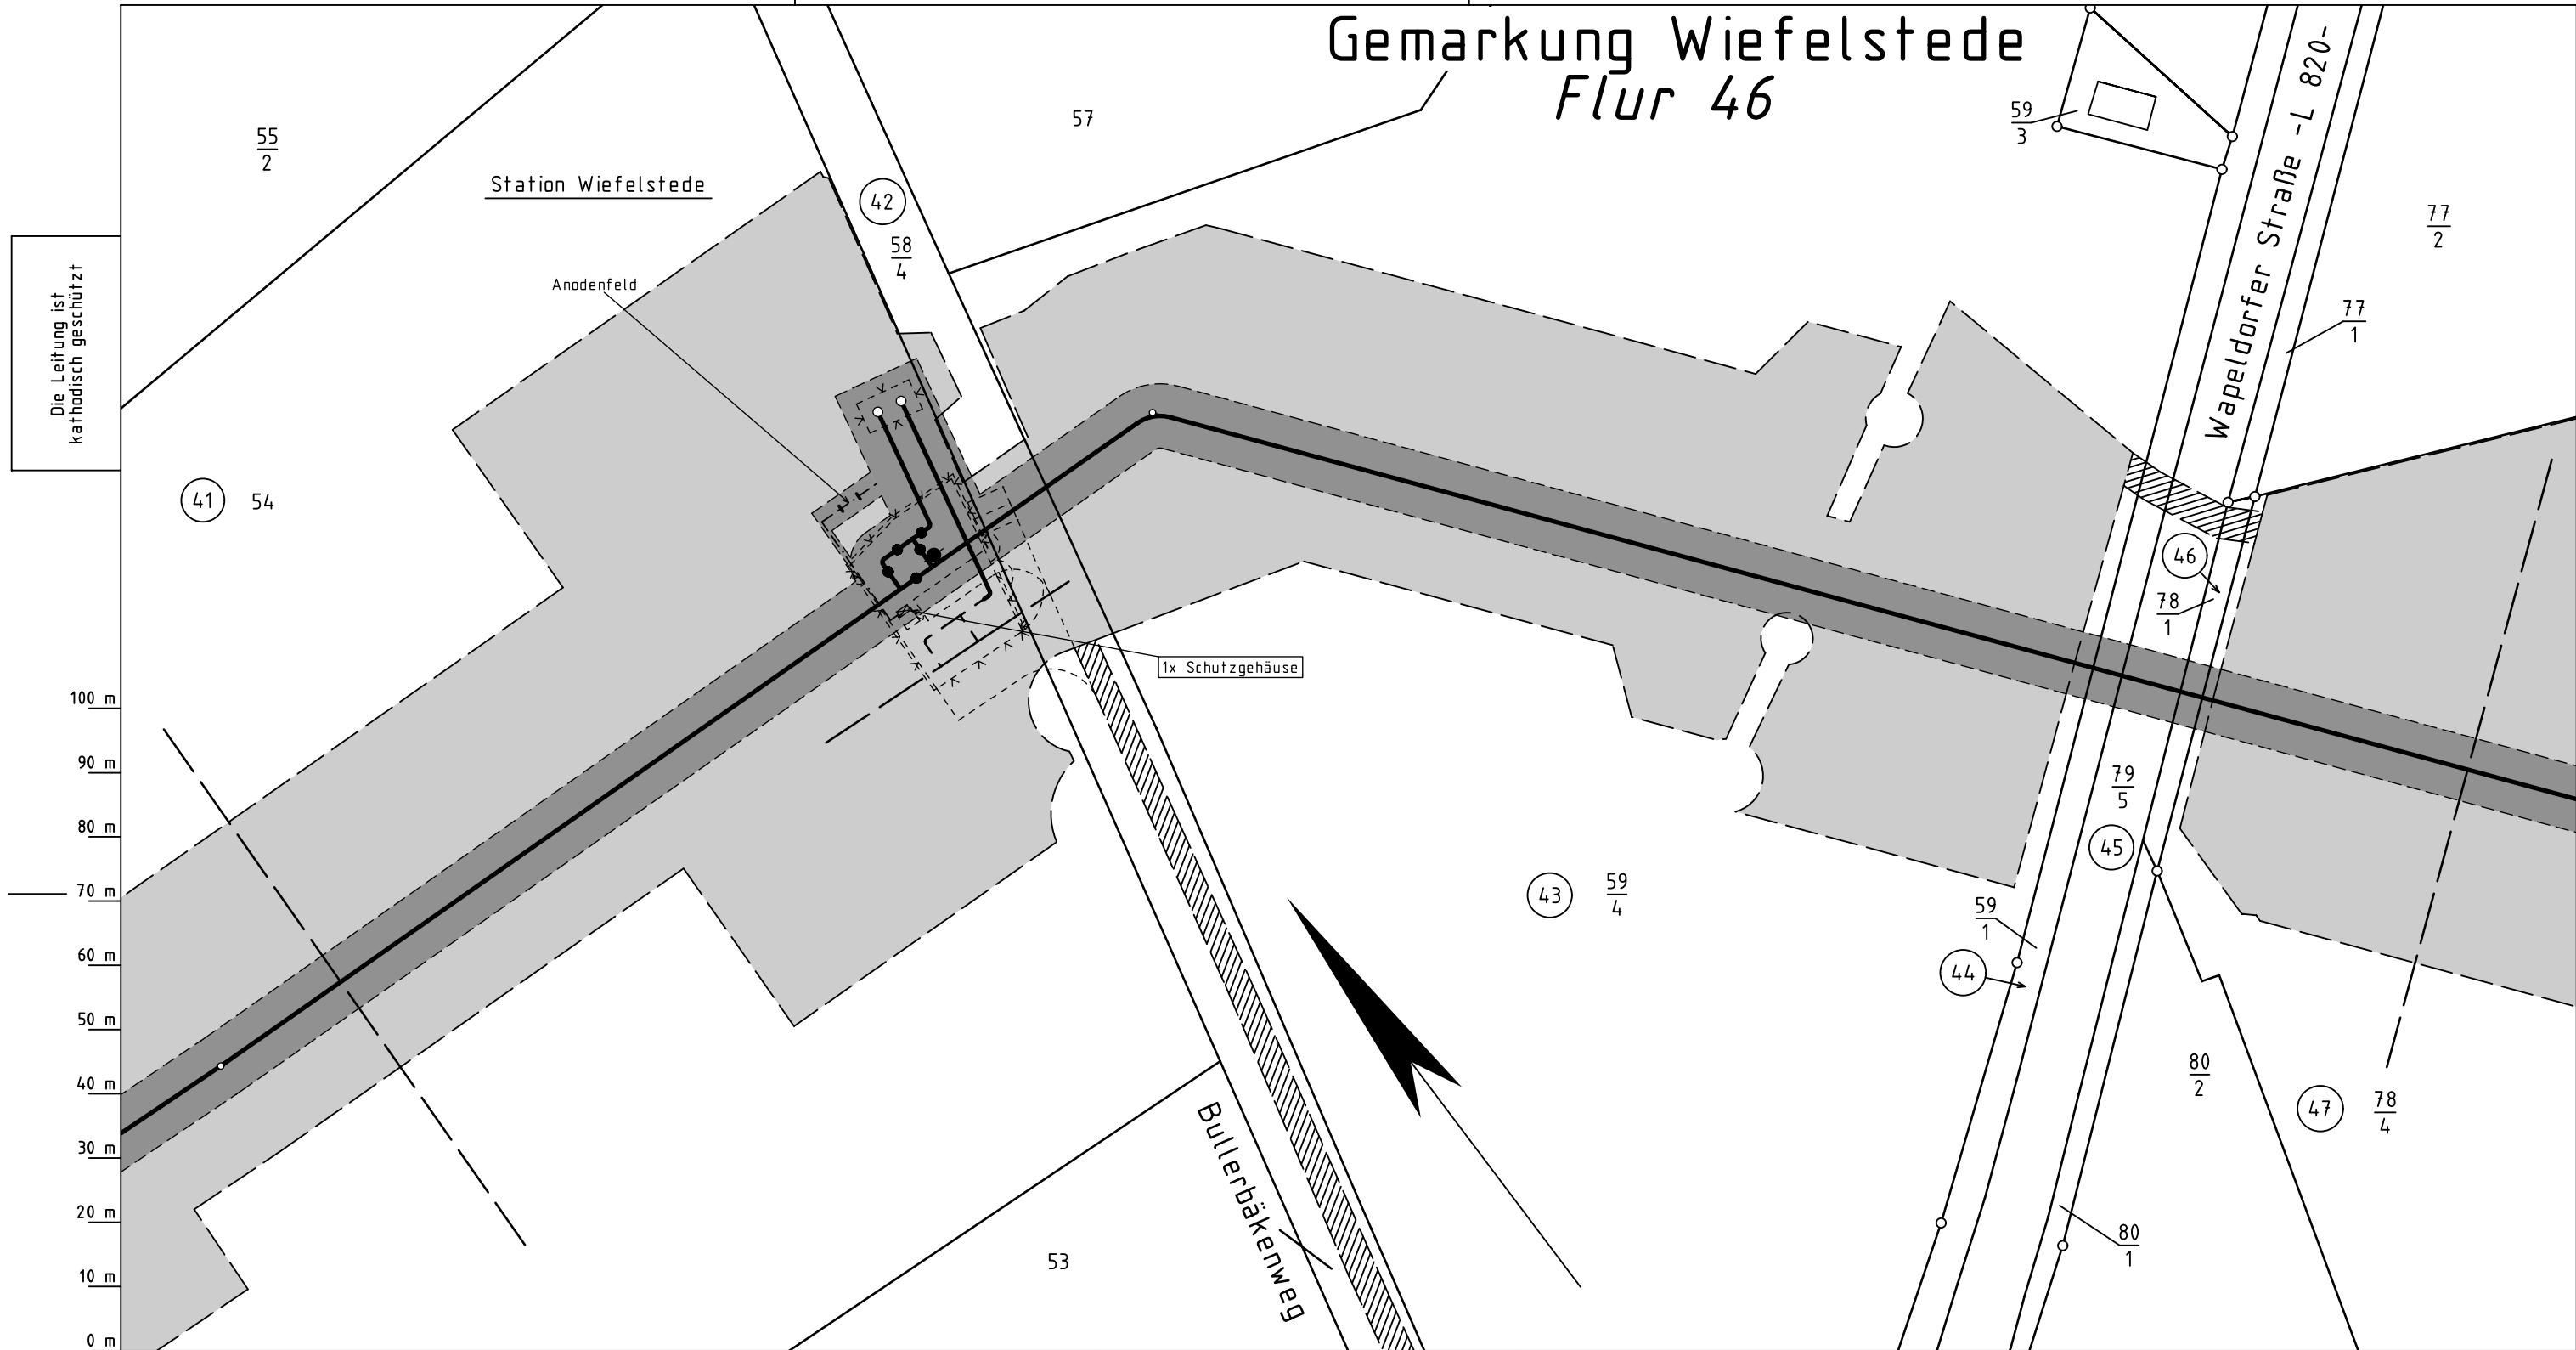 Gemarkung Wiefelstede
Flur 46
Wapeldorfer Straße -L 820-
55
2
57
59
3
Station Wiefelstede
42
58
4
77
2
Anodenfeld
77
1
Die Leitung ist
kathodisch geschützt
41
54
46
78
1
1x Schutzgehäuse
100 m
90 m
80 m
70 m
60 m
50 m
40 m
30 m
20 m
10 m
0 m
79
5
45
43
59
4
59
1
44
80
2
47
78
4
Bullerbäkenweg
53
80
1